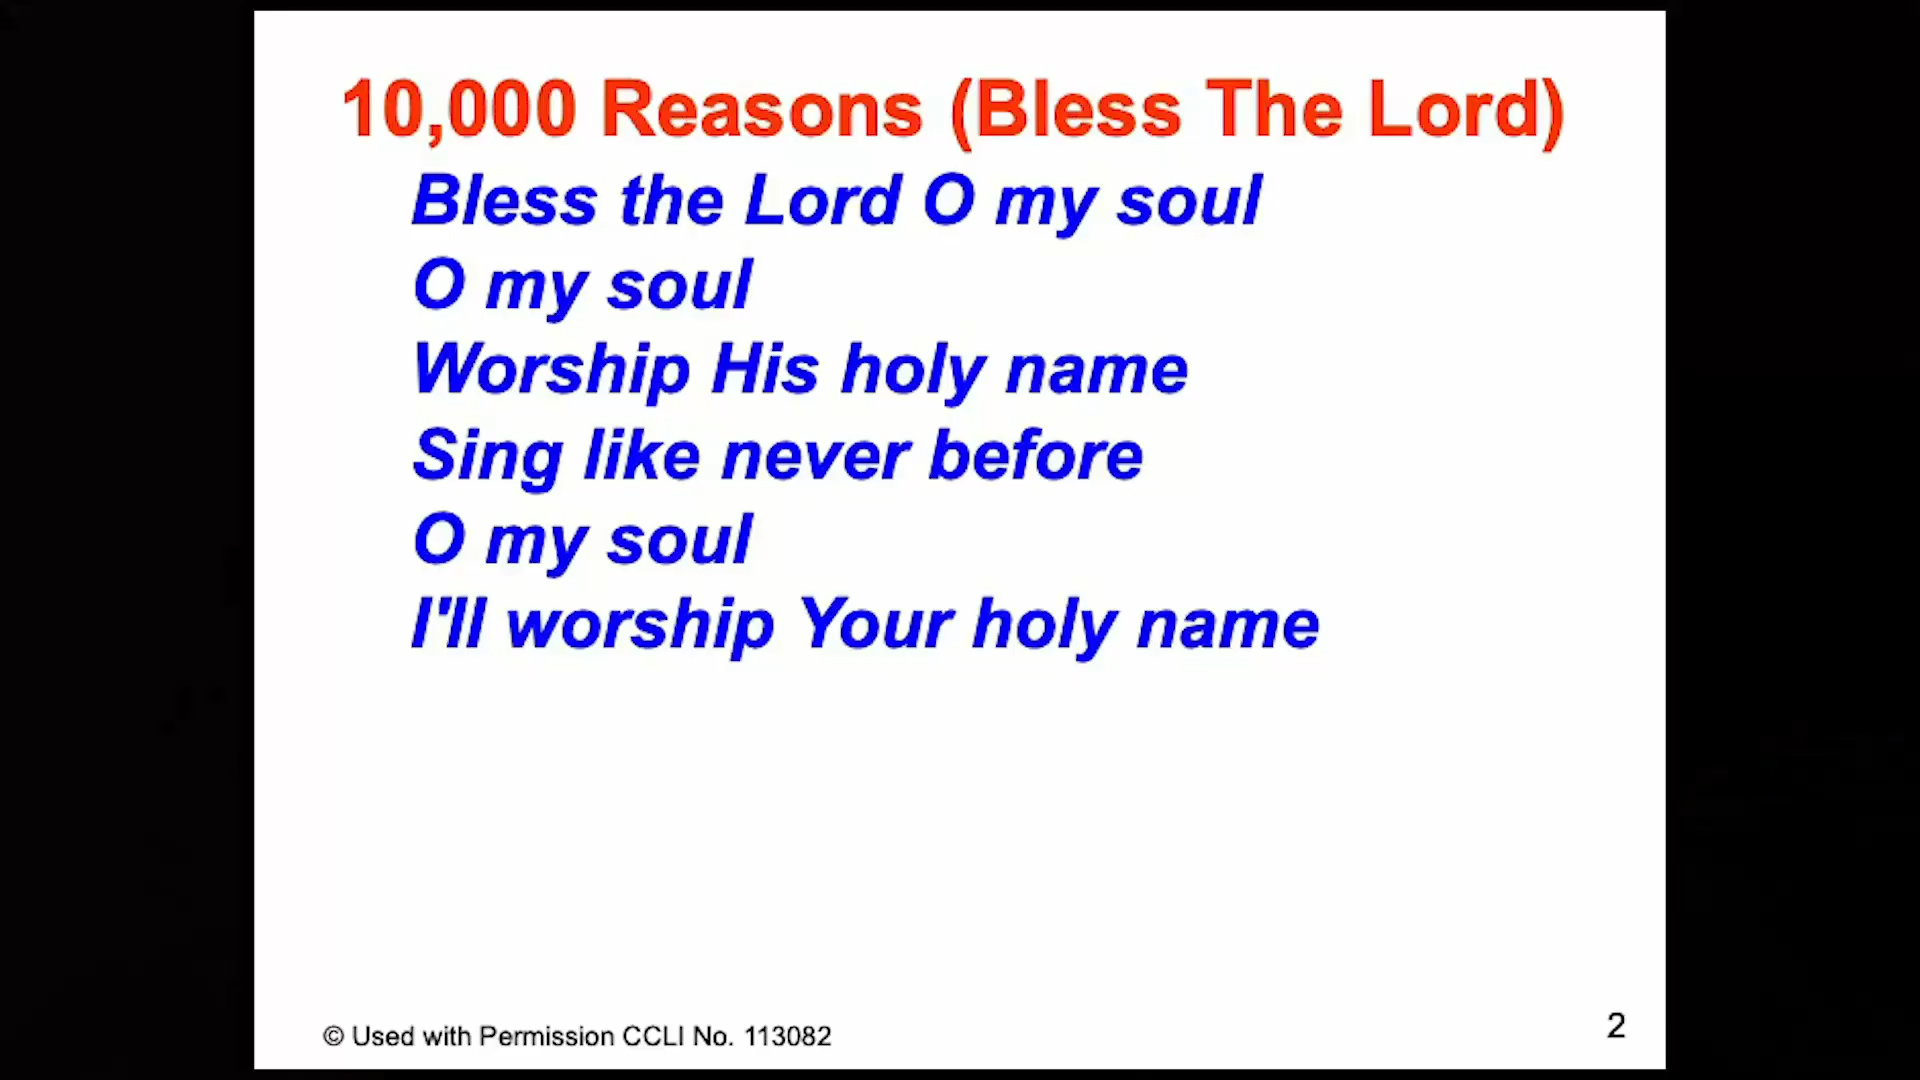 10,000 Reasons (Bless The Lord)
Bless the Lord O my soul
O my soul
Worship His holy name
Sing like never before
O my soul
I'll worship Your holy name
© Used with Permission CCLI No. 113082
2